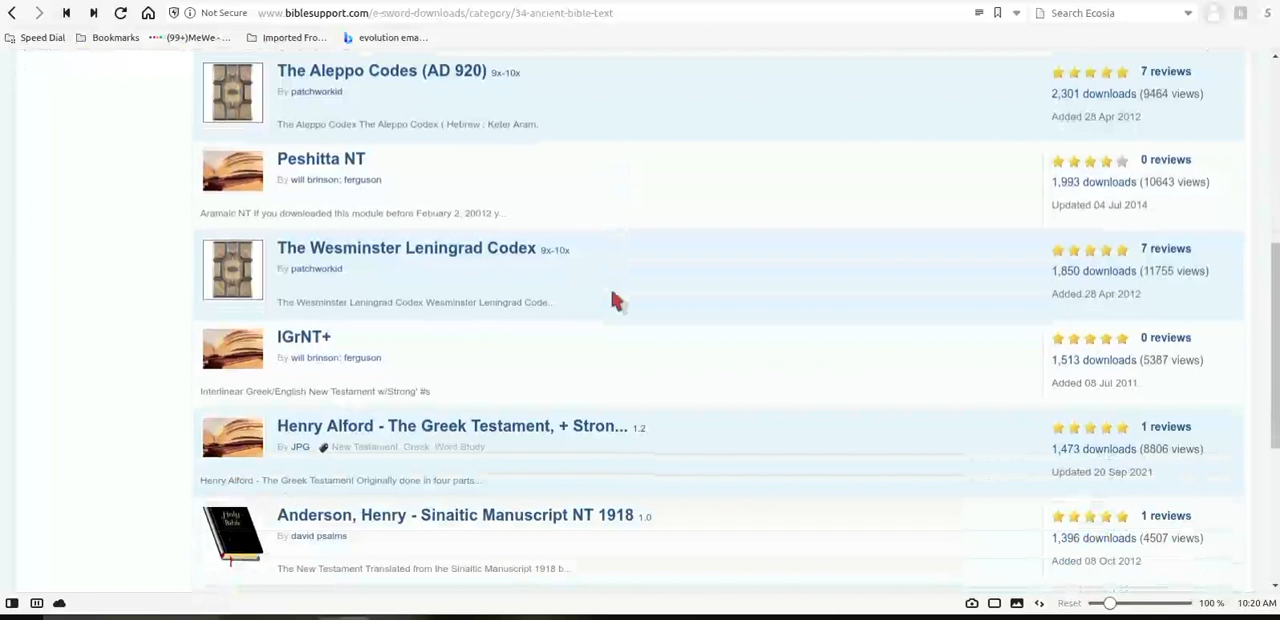 Not Secure www.biblesupport.com/e-sword-downloads/category/34-ancient-bible-text Search Ecosia
Speed Dial Bookmarks (99+)MeWe - ... Imported Fro... evolution ema...
The Aleppo Codes (AD 920) 9x-10x 7 reviews
By patchworkid 2,301 downloads (9464 views)
Added 28 Apr 2012
The Aleppo Codex The Aleppo Codex ( Hebrew : Keter Aram.
Peshitta NT 0 reviews
By will brinson; ferguson 1,993 downloads (10643 views)
Updated 04 Jul 2014
Aramaic NT If you downloaded this module before Febuary 2, 20012 y...
The Wesminster Leningrad Codex 9x-10x 7 reviews
By patchworkid 1,850 downloads (11755 views)
Added 28 Apr 2012
The Wesminster Leningrad Codex Wesminster Leningrad Code...
IGrNT+ 0 reviews
By will brinson; ferguson 1,513 downloads (5387 views)
Added 08 Jul 2011
Interlinear Greek/English New Testament w/Strong' #s
Henry Alford - The Greek Testament, + Stron... 1.2 1 reviews
By JPG New Testament Greek Word Study 1,473 downloads (8806 views)
Updated 20 Sep 2021
Henry Alford - The Greek Testament Originally done in four parts...
Anderson, Henry - Sinaitic Manuscript NT 1918 1.0 1 reviews
Holy Bible
By david psalms 1,396 downloads (4507 views)
Added 08 Oct 2012
The New Testament Translated from the Sinaitic Manuscript 1918 b...
Reset 100 % 10:20 AM